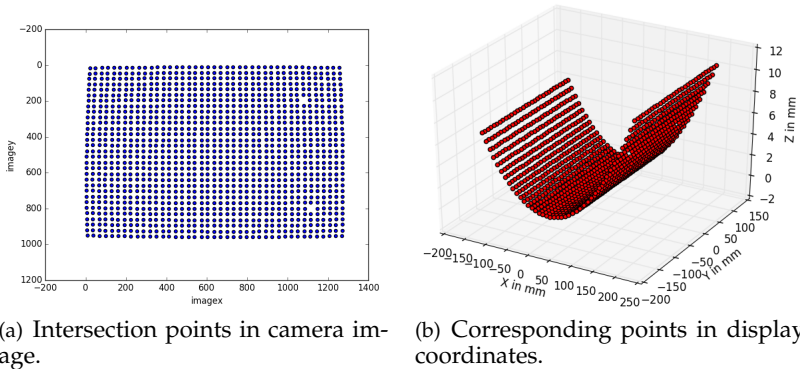 −200
0
200
400
600
800
1000
1200
imagey
−200 0 200 400 600 800 1000 1200 1400
imagex
12
10
8
6
4
2
0
−2
Z in mm
−200 −150 −100 −50 0 50 100 150 200 250
X in mm
−200 −150 −100 −50 0 50 100 150
Y in mm
(a) Intersection points in camera im-
age.
(b) Corresponding points in display
coordinates.